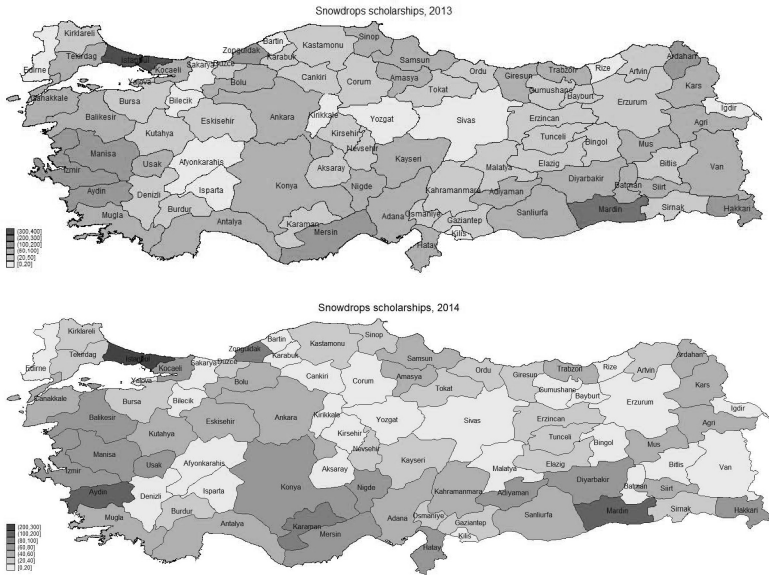 Snowdrops scholarships, 2013
Kirklareli
Edirne
Tekirdag
Istanbul
Kocaeli
Yalova
Sakarya
Duzce
Zonguldak
Bartin
Karabuk
Kastamonu
Sinop
Samsun
Ordu
Giresun
Trabzon
Rize
Artvin
Ardahan
Kars
Igdir
Canakkale
Balikesir
Bursa
Bilecik
Bolu
Cankiri
Corum
Amasya
Tokat
Gumushane
Bayburt
Erzurum
Agri
Kutahya
Eskisehir
Ankara
Kirikkale
Yozgat
Sivas
Erzincan
Tunceli
Bingol
Mus
Manisa
Izmir
Usak
Afyonkarahis
Kirsehir
Nevsehir
Kayseri
Malatya
Elazig
Diyarbakir
Batman
Bitlis
Siirt
Van
Aydin
Denizli
Isparta
Burdur
Konya
Aksaray
Nigde
Kahramanmara
Adiyaman
Mugla
Antalya
Karaman
Mersin
Adana
Osmaniye
Gaziantep
Kilis
Hatay
Sanliurfa
Mardin
Sirnak
Hakkari
(300,400]
(200,300]
(100,200]
(60,100]
(20,50]
[0,20]
Snowdrops scholarships, 2014
Kirklareli
Edirne
Tekirdag
Istanbul
Kocaeli
Yalova
Sakarya
Duzce
Zonguldak
Bartin
Karabuk
Kastamonu
Sinop
Samsun
Ordu
Giresun
Trabzon
Rize
Artvin
Ardahan
Kars
Igdir
Canakkale
Balikesir
Bursa
Bilecik
Bolu
Cankiri
Corum
Amasya
Tokat
Gumushane
Bayburt
Erzurum
Agri
Kutahya
Eskisehir
Ankara
Kirikkale
Yozgat
Sivas
Erzincan
Tunceli
Bingol
Mus
Manisa
Izmir
Usak
Afyonkarahis
Kirsehir
Nevsehir
Kayseri
Malatya
Elazig
Diyarbakir
Batman
Bitlis
Siirt
Van
Aydin
Denizli
Isparta
Burdur
Konya
Aksaray
Nigde
Kahramanmara
Adiyaman
Mugla
Antalya
Karaman
Mersin
Adana
Osmaniye
Gaziantep
Kilis
Hatay
Sanliurfa
Mardin
Sirnak
Hakkari
(200,300]
(100,200]
(80,100]
(60,80]
(40,60]
(20,40]
[0,20]